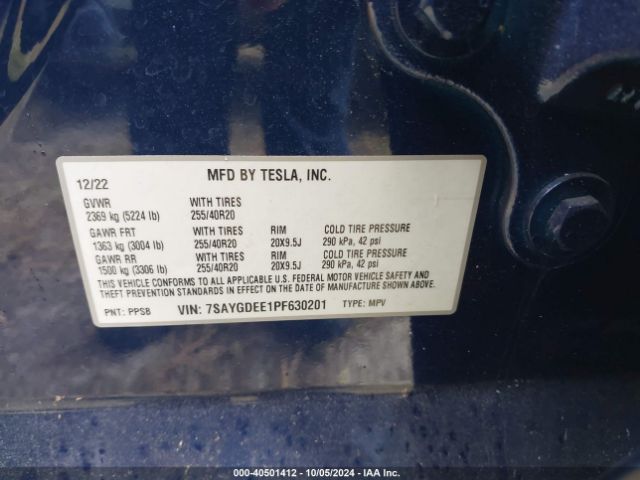 MFD BY TESLA, INC.
12/22
GVWR WITH TIRES
2369 kg (5224 lb) 255/40R20
GAWR FRT WITH TIRES RIM COLD TIRE PRESSURE
1363 kg (3004 lb) 255/40R20 20X9.5J 290 kPa, 42 psi
GAWR RR WITH TIRES RIM COLD TIRE PRESSURE
1500 kg (3306 lb) 255/40R20 20X9.5J 290 kPa, 42 psi
THIS VEHICLE CONFORMS TO ALL APPLICABLE U.S. FEDERAL MOTOR VEHICLE SAFETY AND
THEFT PREVENTION STANDARDS IN EFFECT ON THE DATE OF MANUFACTURE SHOWN ABOVE.
PNT: PPSB VIN: 7SAYGDEE1PF630201 TYPE: MPV
000-40501412 - 10/05/2024 - IAA Inc.